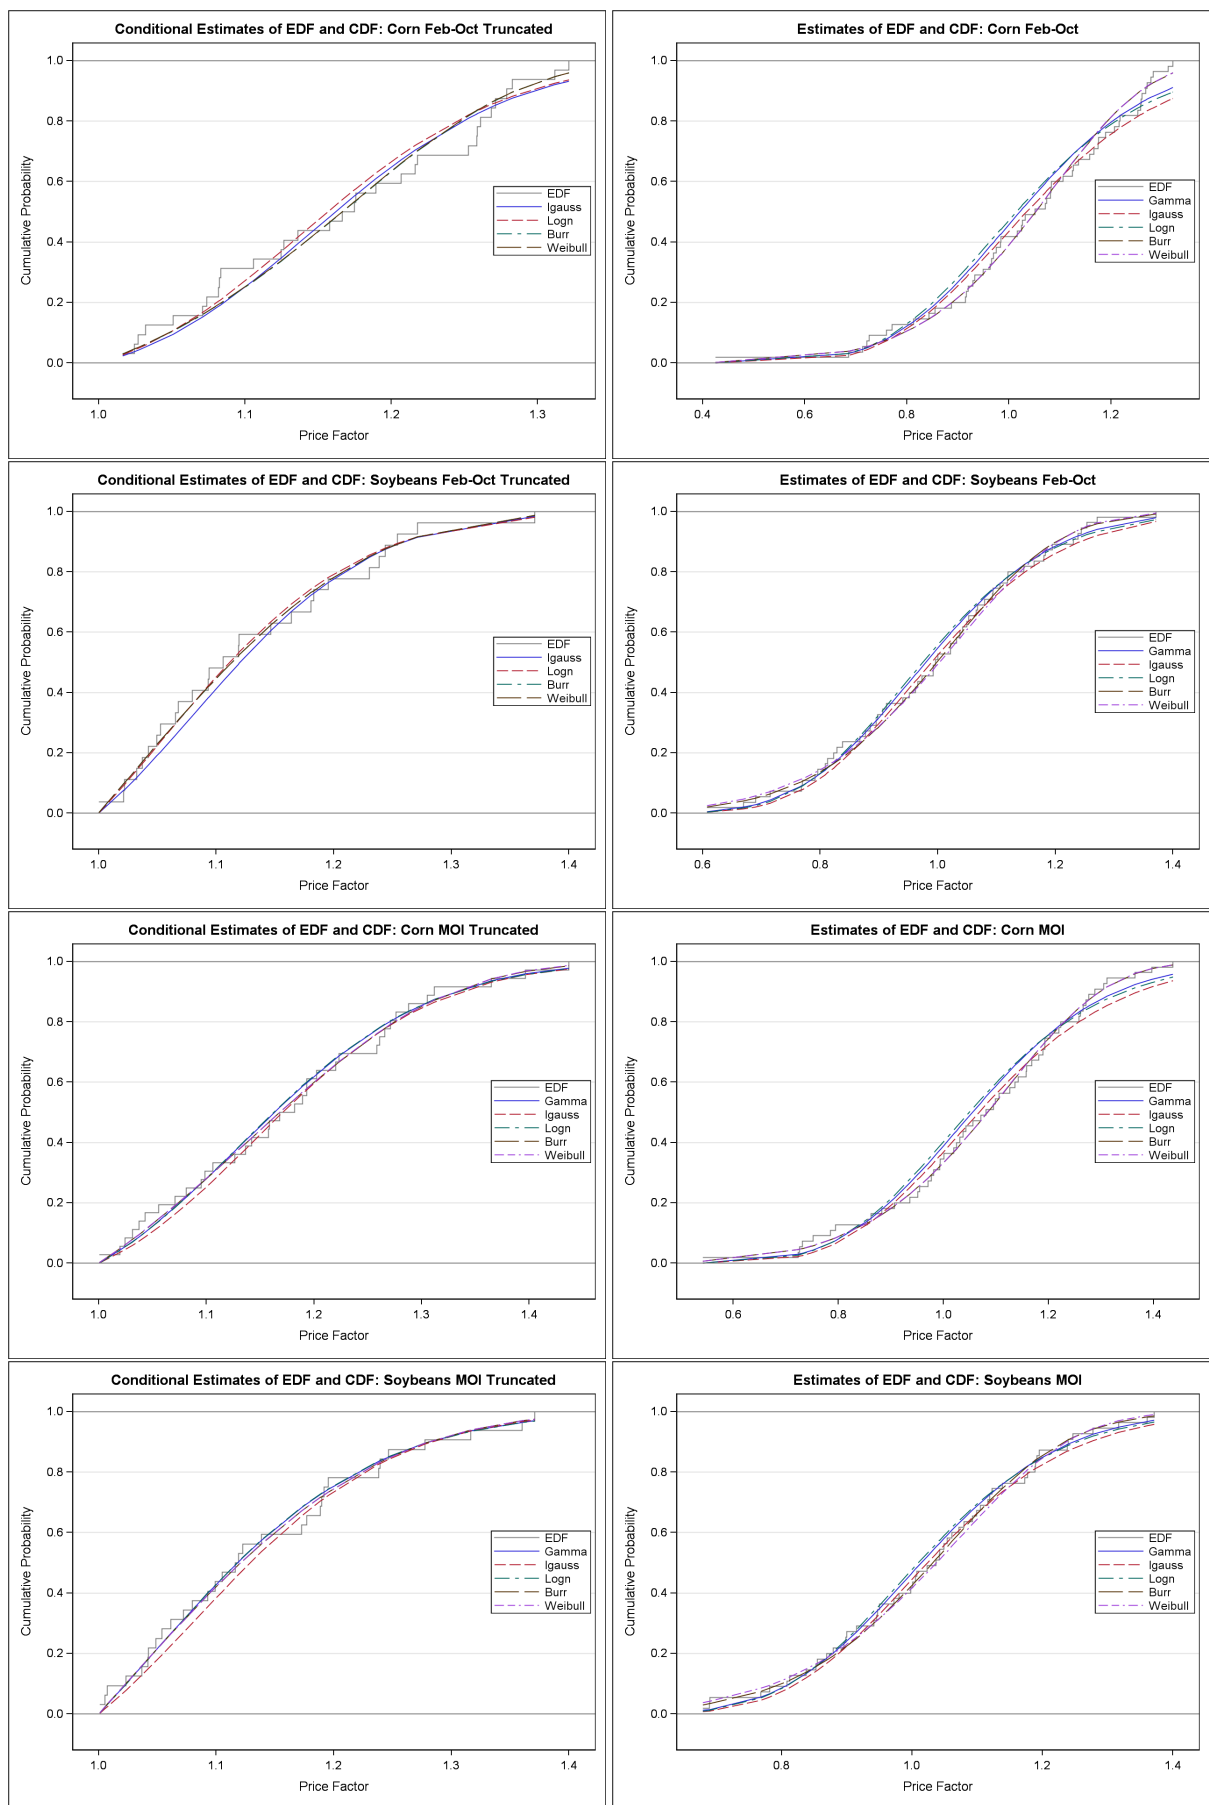 Conditional Estimates of EDF and CDF: Corn Feb-Oct Truncated
1.0
0.8
0.6
0.4
0.2
0.0
Cumulative Probability
EDF
Igauss
Logn
Burr
Weibull
1.0 1.1 1.2 1.3
Price Factor
Estimates of EDF and CDF: Corn Feb-Oct
1.0
0.8
0.6
0.4
0.2
0.0
Cumulative Probability
EDF
Gamma
Igauss
Logn
Burr
Weibull
0.4 0.6 0.8 1.0 1.2
Price Factor
Conditional Estimates of EDF and CDF: Soybeans Feb-Oct Truncated
1.0
0.8
0.6
0.4
0.2
0.0
Cumulative Probability
EDF
Igauss
Logn
Burr
Weibull
1.0 1.1 1.2 1.3 1.4
Price Factor
Estimates of EDF and CDF: Soybeans Feb-Oct
1.0
0.8
0.6
0.4
0.2
0.0
Cumulative Probability
EDF
Gamma
Igauss
Logn
Burr
Weibull
0.6 0.8 1.0 1.2 1.4
Price Factor
Conditional Estimates of EDF and CDF: Corn MOI Truncated
1.0
0.8
0.6
0.4
0.2
0.0
Cumulative Probability
EDF
Gamma
Igauss
Logn
Burr
Weibull
1.0 1.1 1.2 1.3 1.4
Price Factor
Estimates of EDF and CDF: Corn MOI
1.0
0.8
0.6
0.4
0.2
0.0
Cumulative Probability
EDF
Gamma
Igauss
Logn
Burr
Weibull
0.6 0.8 1.0 1.2 1.4
Price Factor
Conditional Estimates of EDF and CDF: Soybeans MOI Truncated
1.0
0.8
0.6
0.4
0.2
0.0
Cumulative Probability
EDF
Gamma
Igauss
Logn
Burr
Weibull
1.0 1.1 1.2 1.3 1.4
Price Factor
Estimates of EDF and CDF: Soybeans MOI
1.0
0.8
0.6
0.4
0.2
0.0
Cumulative Probability
EDF
Gamma
Igauss
Logn
Burr
Weibull
0.8 1.0 1.2 1.4
Price Factor